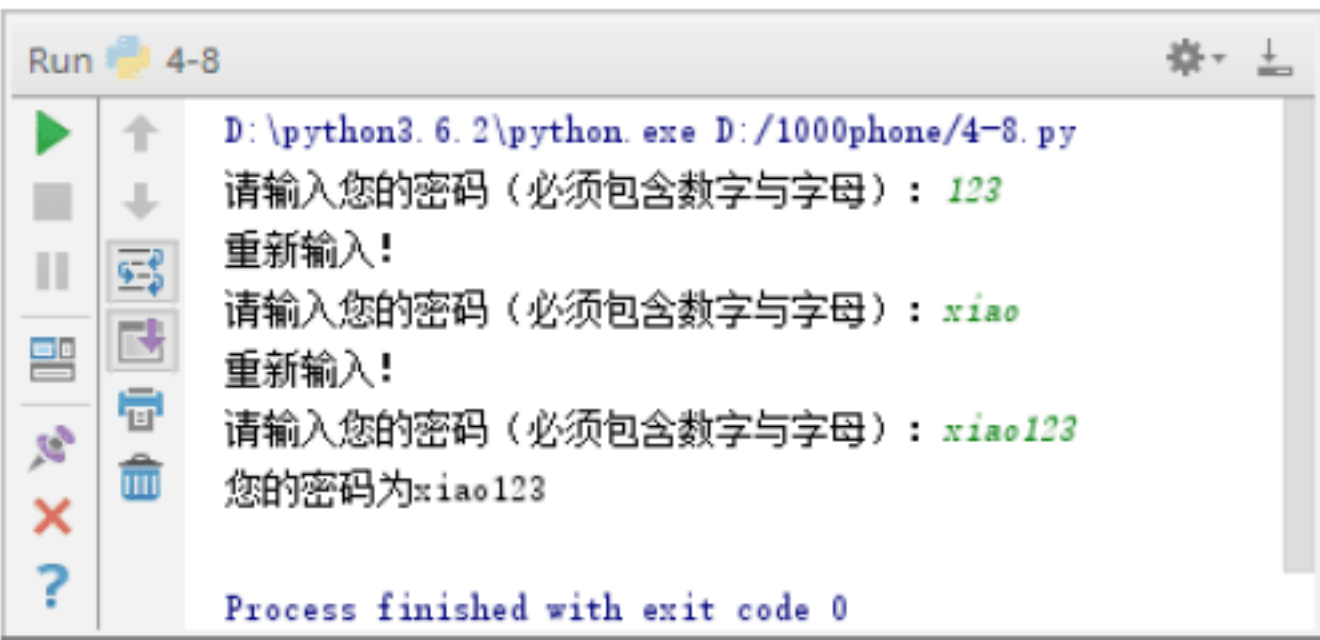 Run 4-8
D:\python3.6.2\python.exe D:/1000phone/4-8.py
请输入您的密码（必须包含数字与字母）：123
重新输入!
请输入您的密码（必须包含数字与字母）：xiao
重新输入!
请输入您的密码（必须包含数字与字母）：xiao123
您的密码为xiao123
Process finished with exit code 0